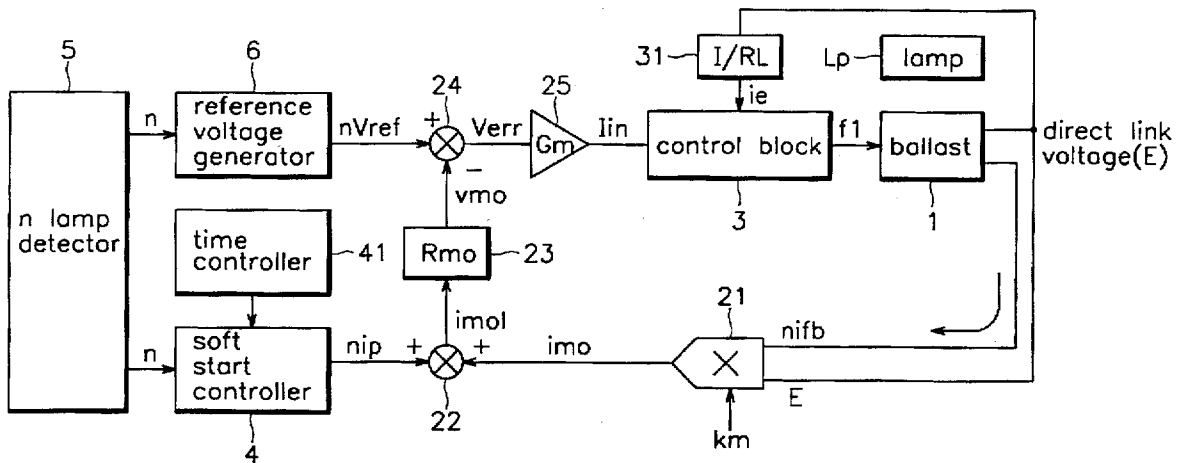 5
6
24
25
31
I/RL
Lp
lamp
n
reference
voltage
generator
nVref
+
Verr
Gm
Iin
ie
control block
f1
ballast
direct link
voltage(E)
−
vmo
3
1
n lamp
detector
time
controller
41
Rmo
23
imol
21
nifb
n
soft
start
controller
nip
+
+
imo
×
E
22
km
4